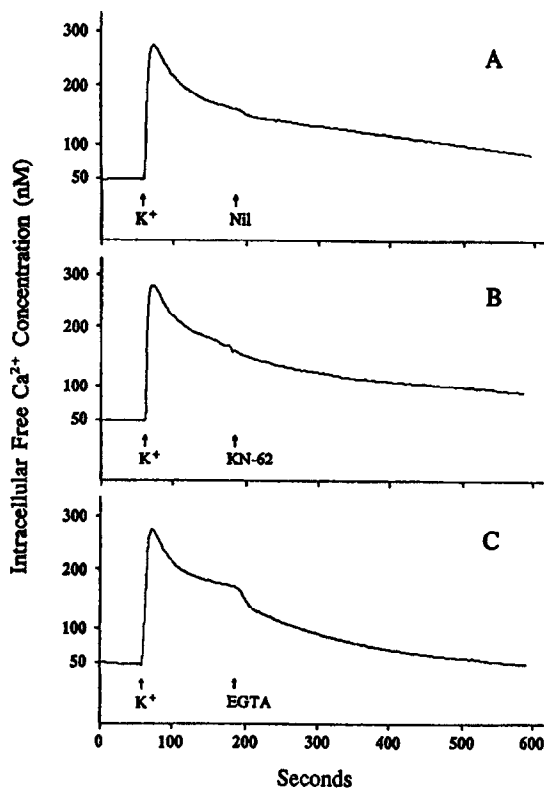 Intracellular Free Ca2+ Concentration (nM)
300
A
200
100
50
K+
Nil
300
B
200
100
50
K+
KN-62
300
C
200
100
50
K+
EGTA
0 100 200 300 400 500 600
Seconds